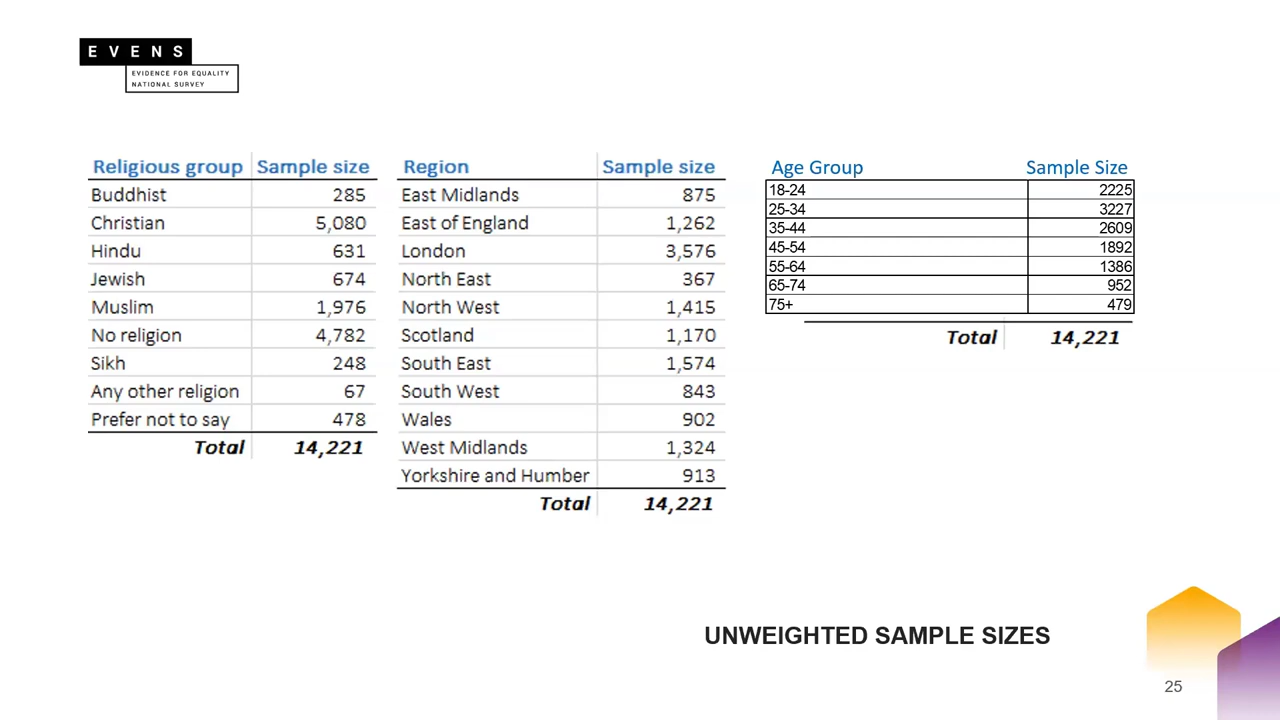 EVENS
EVIDENCE FOR EQUALITY
NATIONAL SURVEY
Religious group Sample size
Buddhist 285
Christian 5,080
Hindu 631
Jewish 674
Muslim 1,976
No religion 4,782
Sikh 248
Any other religion 67
Prefer not to say 478
Total 14,221
Region Sample size
East Midlands 875
East of England 1,262
London 3,576
North East 367
North West 1,415
Scotland 1,170
South East 1,574
South West 843
Wales 902
West Midlands 1,324
Yorkshire and Humber 913
Total 14,221
Age Group Sample Size
18-24 2225
25-34 3227
35-44 2609
45-54 1892
55-64 1386
65-74 952
75+ 479
Total 14,221
UNWEIGHTED SAMPLE SIZES
25